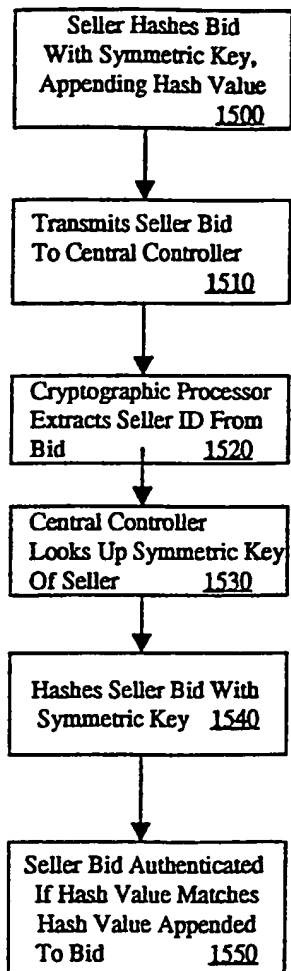 Seller Hashes Bid
With Symmetric Key,
Appending Hash Value
1500
Transmits Seller Bid
To Central Controller
1510
Cryptographic Processor
Extracts Seller ID From
Bid 1520
Central Controller
Looks Up Symmetric Key
Of Seller 1530
Hashes Seller Bid With
Symmetric Key 1540
Seller Bid Authenticated
If Hash Value Matches
Hash Value Appended
To Bid 1550